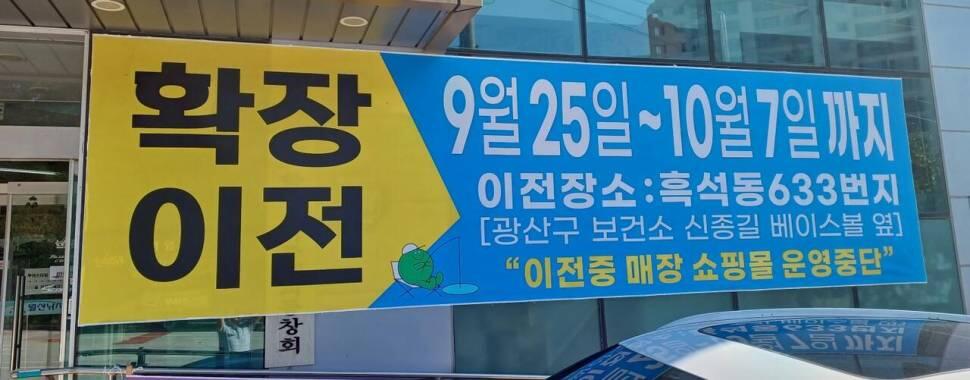 확장
이전
9월 25일~10월 7일 까지
이전장소:흑석동633번지
[광산구 보건소 신종길 베이스볼 옆]
“이전중 매장 쇼핑몰 운영중단”
창회